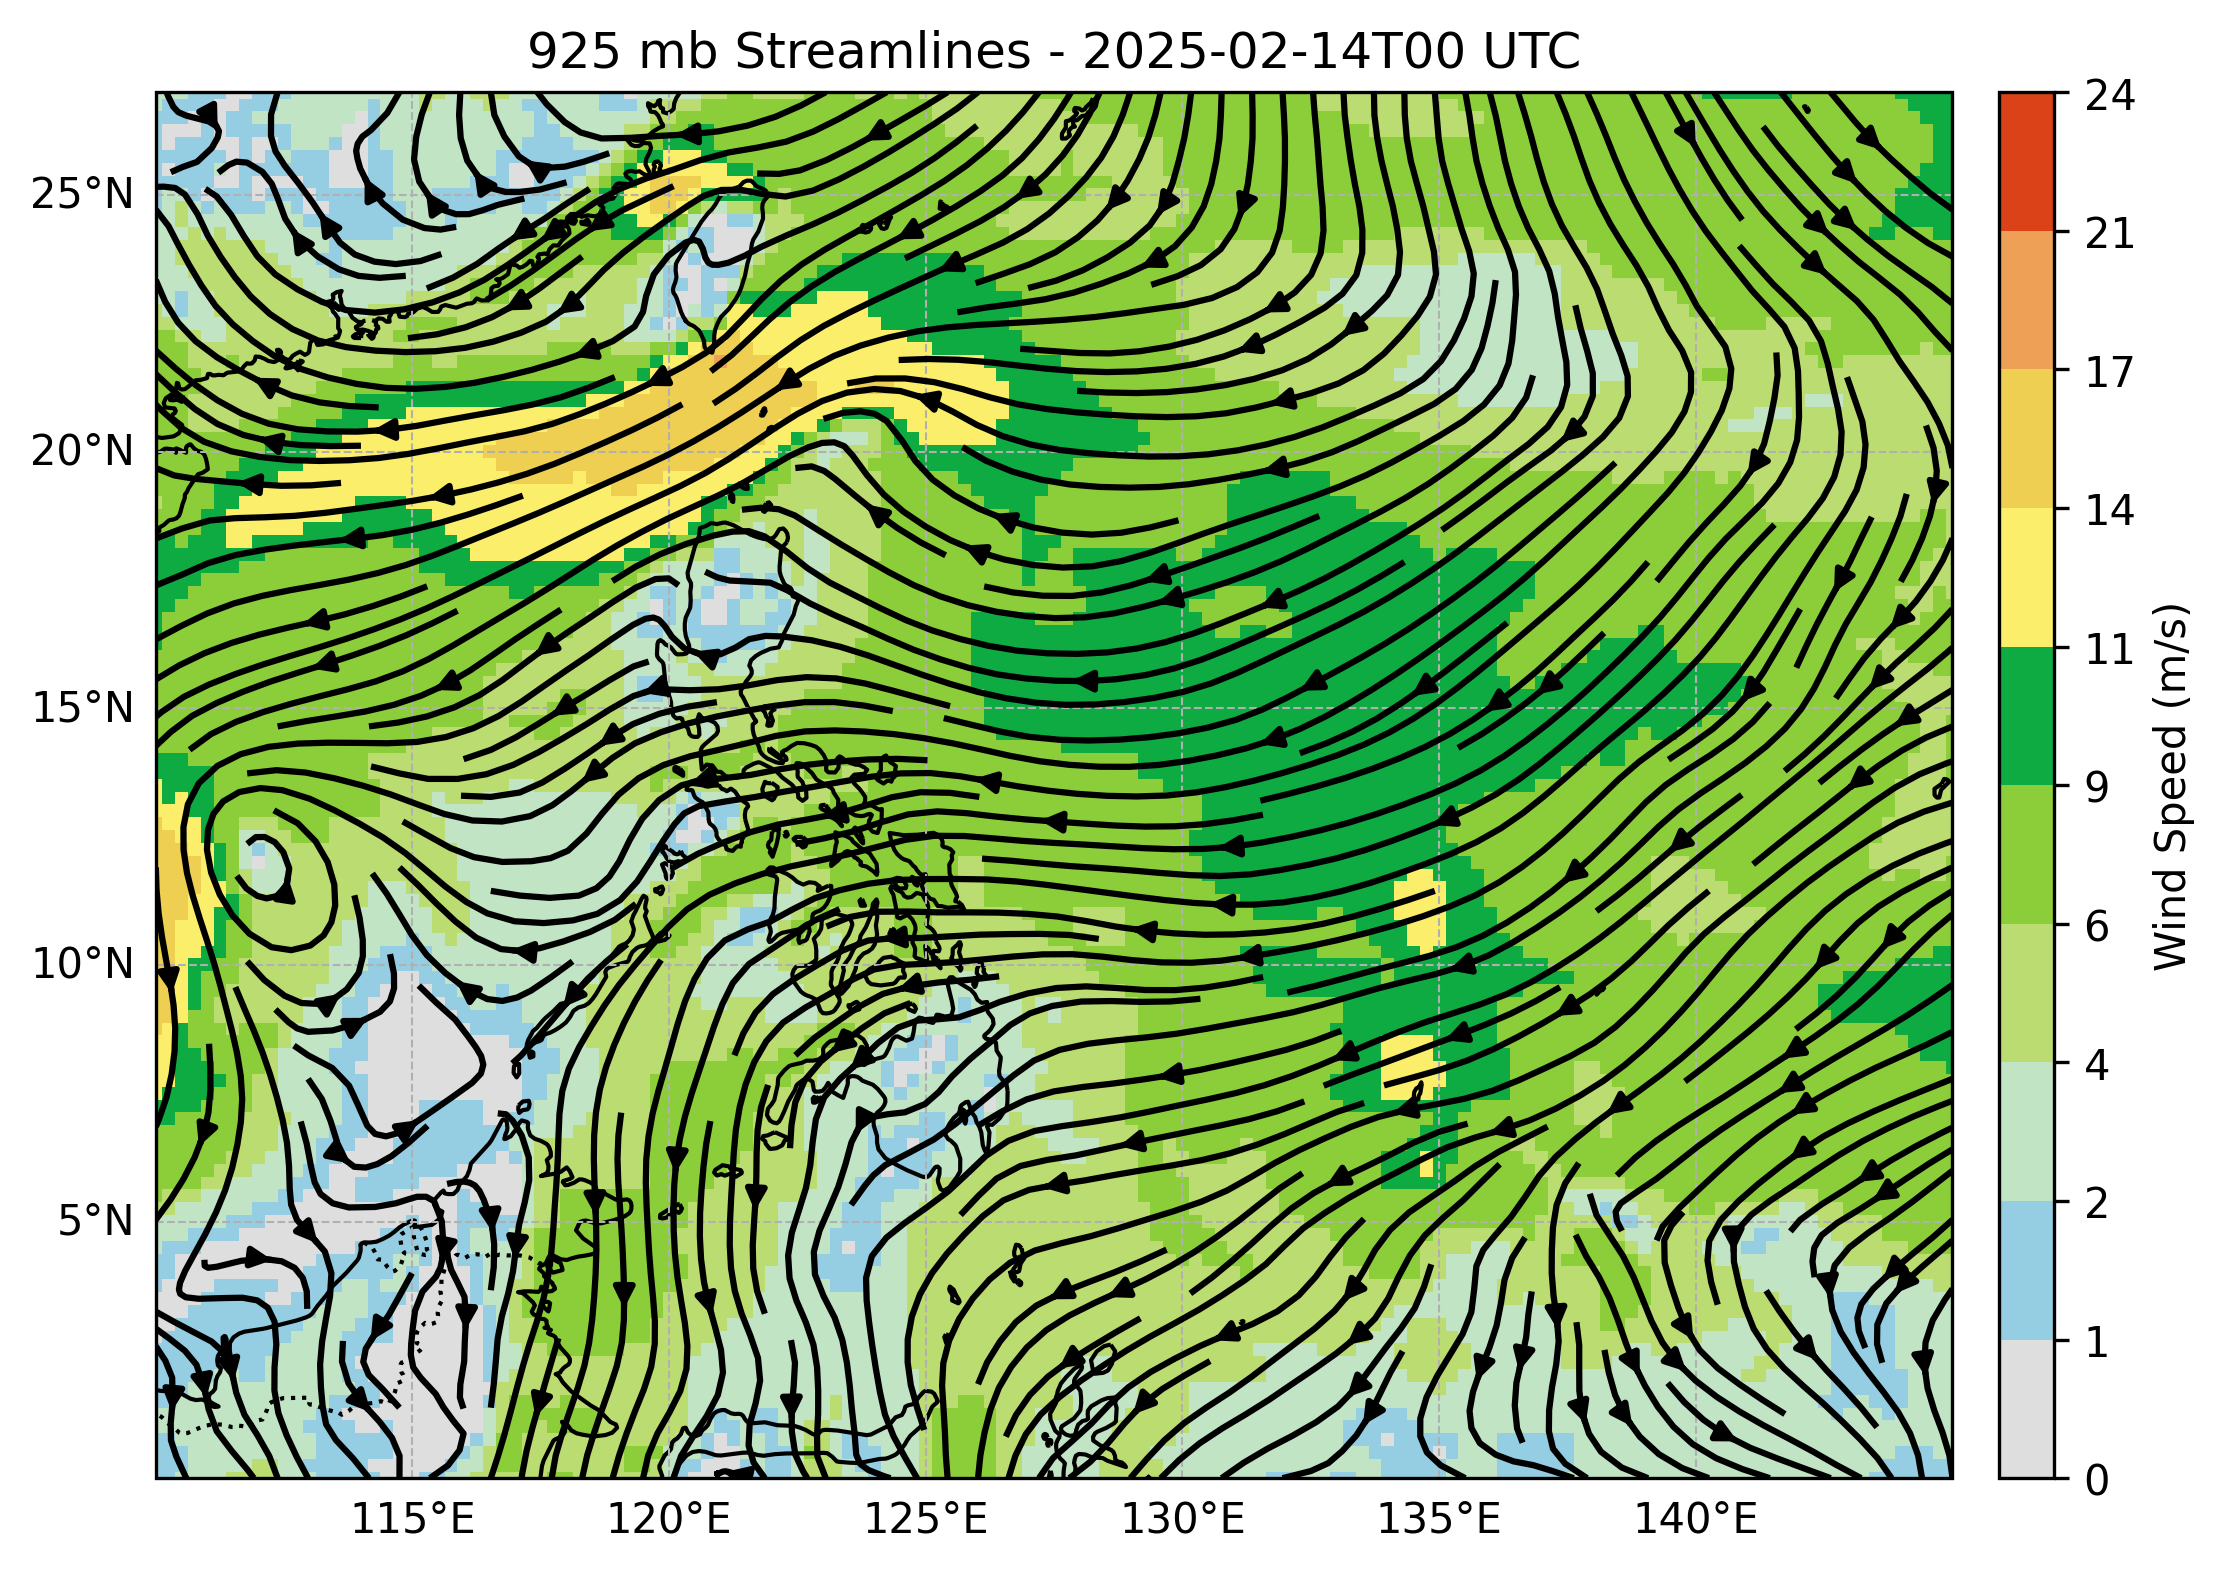 925 mb Streamlines - 2025-02-14T00 UTC
25°N
20°N
15°N
10°N
5°N
115°E
120°E
125°E
130°E
135°E
140°E
24
21
17
14
11
9
6
4
2
1
0
Wind Speed (m/s)